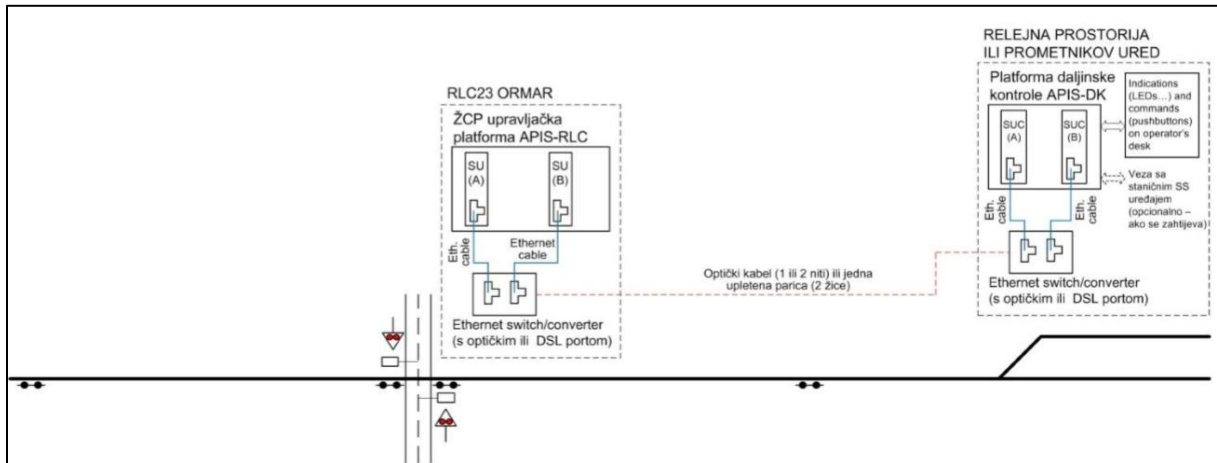 RLC23 ORMAR
ŽCP upravljačka
platforma APIS-RLC
SU
(A)
SU
(B)
Eth.
cable
Ethernet
cable
Ethernet switch/converter
(s optičkim ili DSL portom)
Optički kabel (1 ili 2 niti) ili jedna
upletena parica (2 žice)
RELEJNA PROSTORIJA
ILI PROMETNIKOV URED
Platforma daljinske
kontrole APIS-DK
SUC
(A)
SUC
(B)
Indications
(LEDs...) and
commands
(pushbuttons)
on operator's
desk
Veza sa
staničnim SS
uređajem
(opcionalno –
ako se zahtijeva)
Eth.
cable
Eth.
cable
Ethernet switch/converter
(s optičkim ili DSL portom)